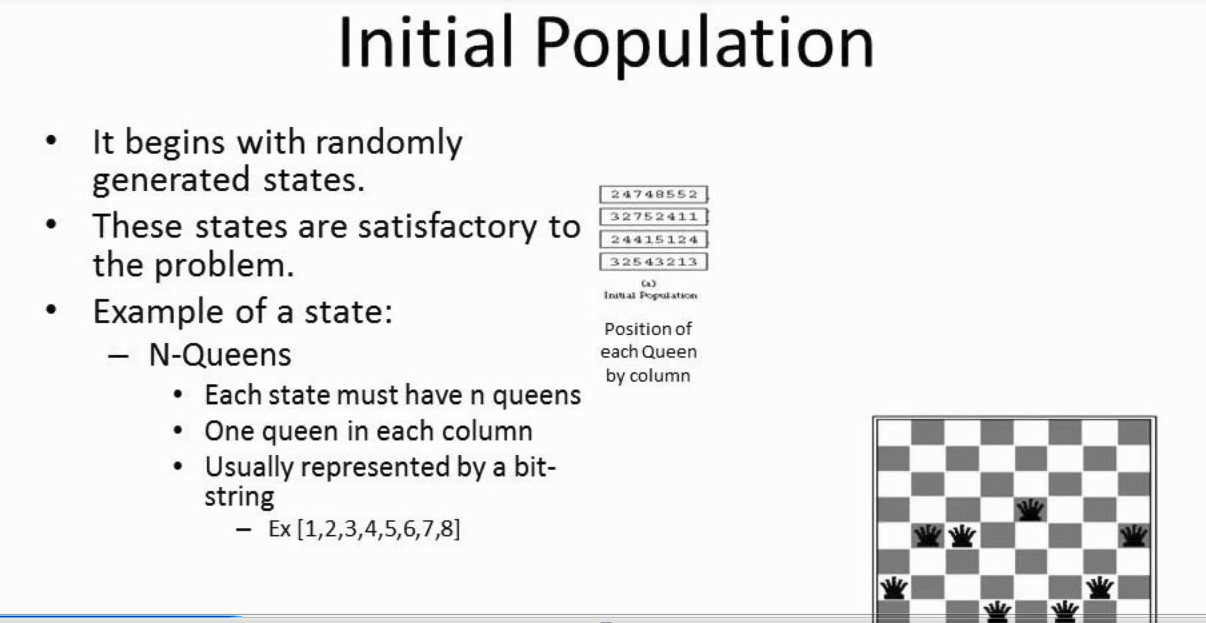 Initial Population
• It begins with randomly
generated states.
• These states are satisfactory to
the problem.
• Example of a state:
– N-Queens
• Each state must have n queens
• One queen in each column
• Usually represented by a bit-
string
– Ex [1,2,3,4,5,6,7,8]
24748552
32752411
24415124
32543213
(a)
Initial Population
Position of
each Queen
by column